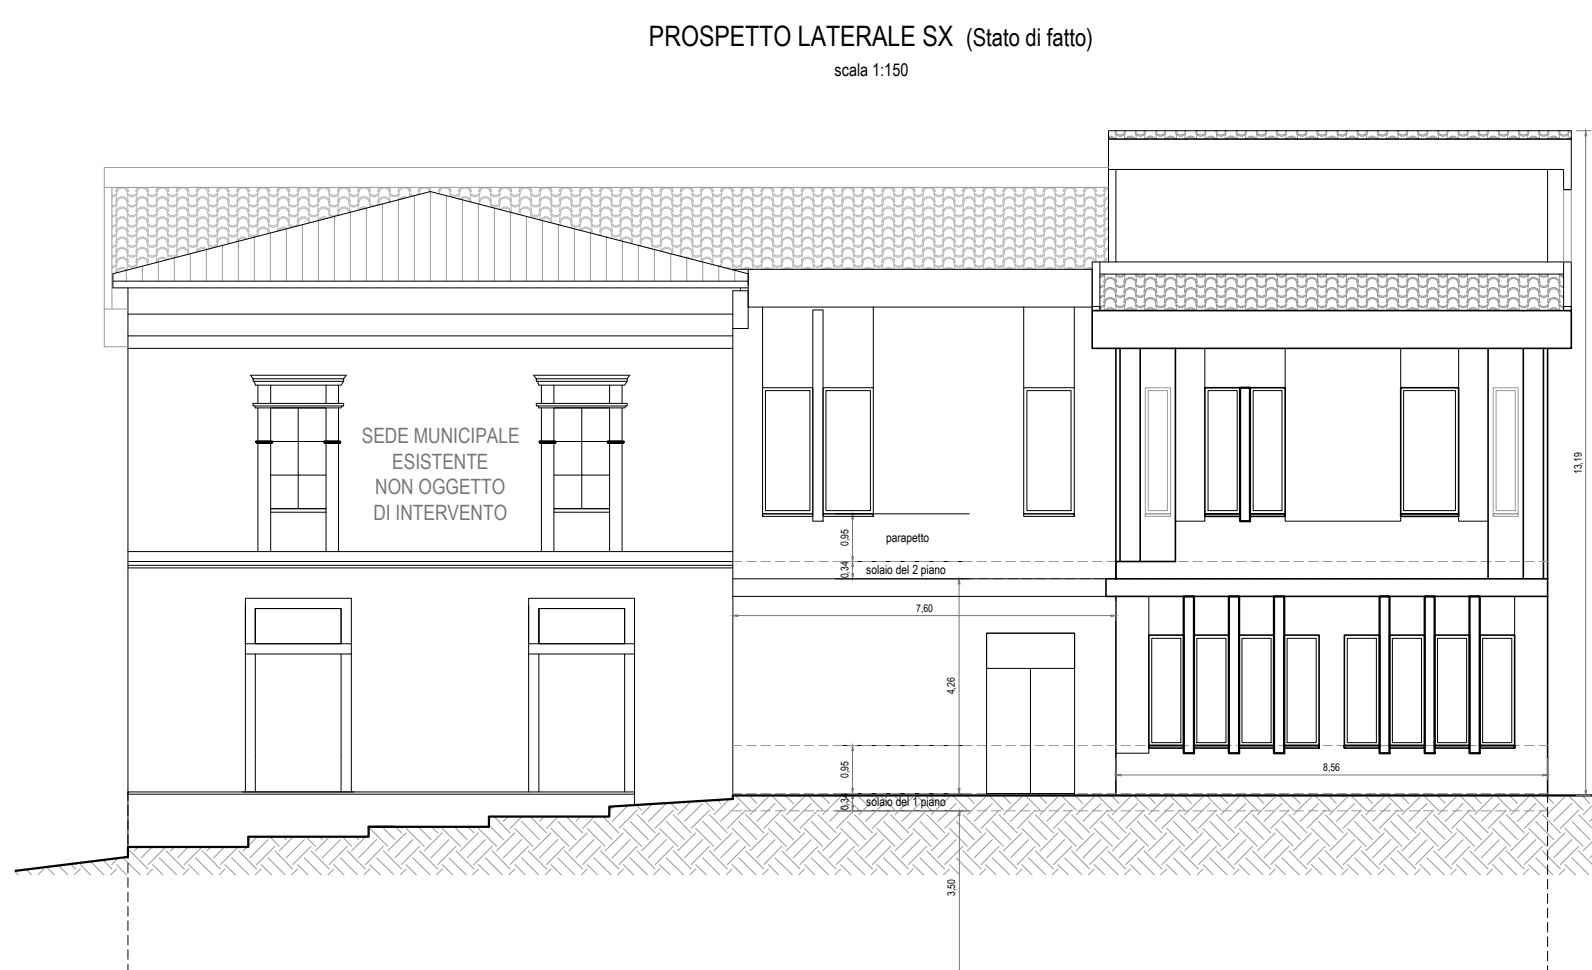 PROSPETTO LATERALE SX (Stato di fatto)
scala 1:150
SEDE MUNICIPALE
ESISTENTE
NON OGGETTO
DI INTERVENTO
13,19
0,95
parapetto
0,34
solaio del 2 piano
7,60
4,26
0,95
8,56
0,34
solaio del 1 piano
3,50